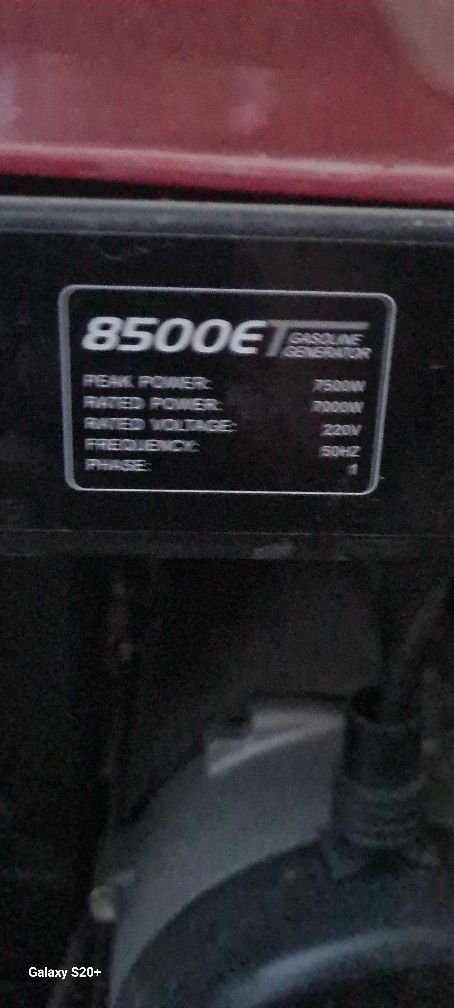 8500ET GASOLINE GENERATOR
PEAK POWER: 7500W
RATED POWER: 7000W
RATED VOLTAGE: 220V
FREQUENCY: 50HZ
PHASE: 1
Galaxy S20+